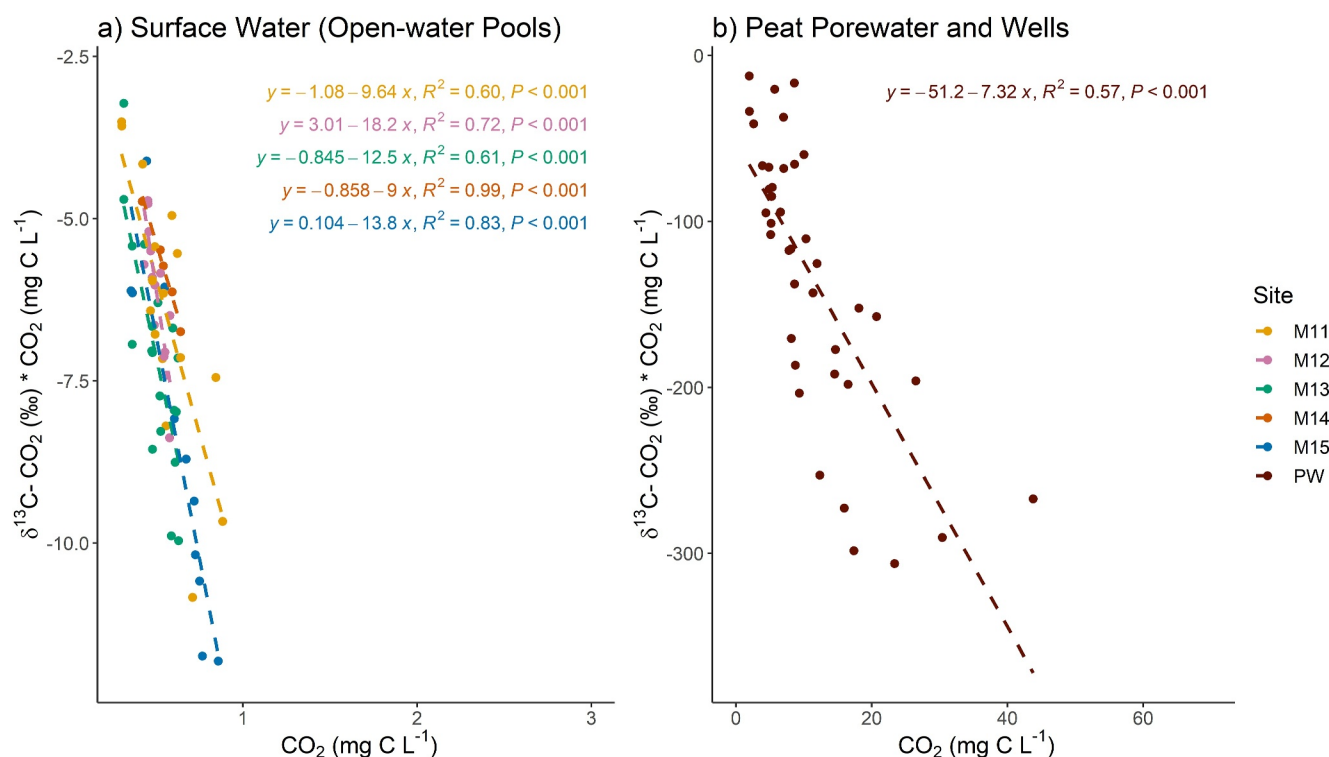 a) Surface Water (Open-water Pools)
y = −1.08 − 9.64 x, R² = 0.60, P < 0.001
y = 3.01 − 18.2 x, R² = 0.72, P < 0.001
y = −0.845 − 12.5 x, R² = 0.61, P < 0.001
y = −0.858 − 9 x, R² = 0.99, P < 0.001
y = 0.104 − 13.8 x, R² = 0.83, P < 0.001
-2.5
-5.0
-7.5
-10.0
δ¹³C- CO₂ (‰) * CO₂ (mg C L⁻¹)
1
2
3
CO₂ (mg C L⁻¹)
b) Peat Porewater and Wells
y = −51.2 − 7.32 x, R² = 0.57, P < 0.001
0
-100
-200
-300
δ¹³C- CO₂ (‰) * CO₂ (mg C L⁻¹)
0
20
40
60
CO₂ (mg C L⁻¹)
Site
M11
M12
M13
M14
M15
PW